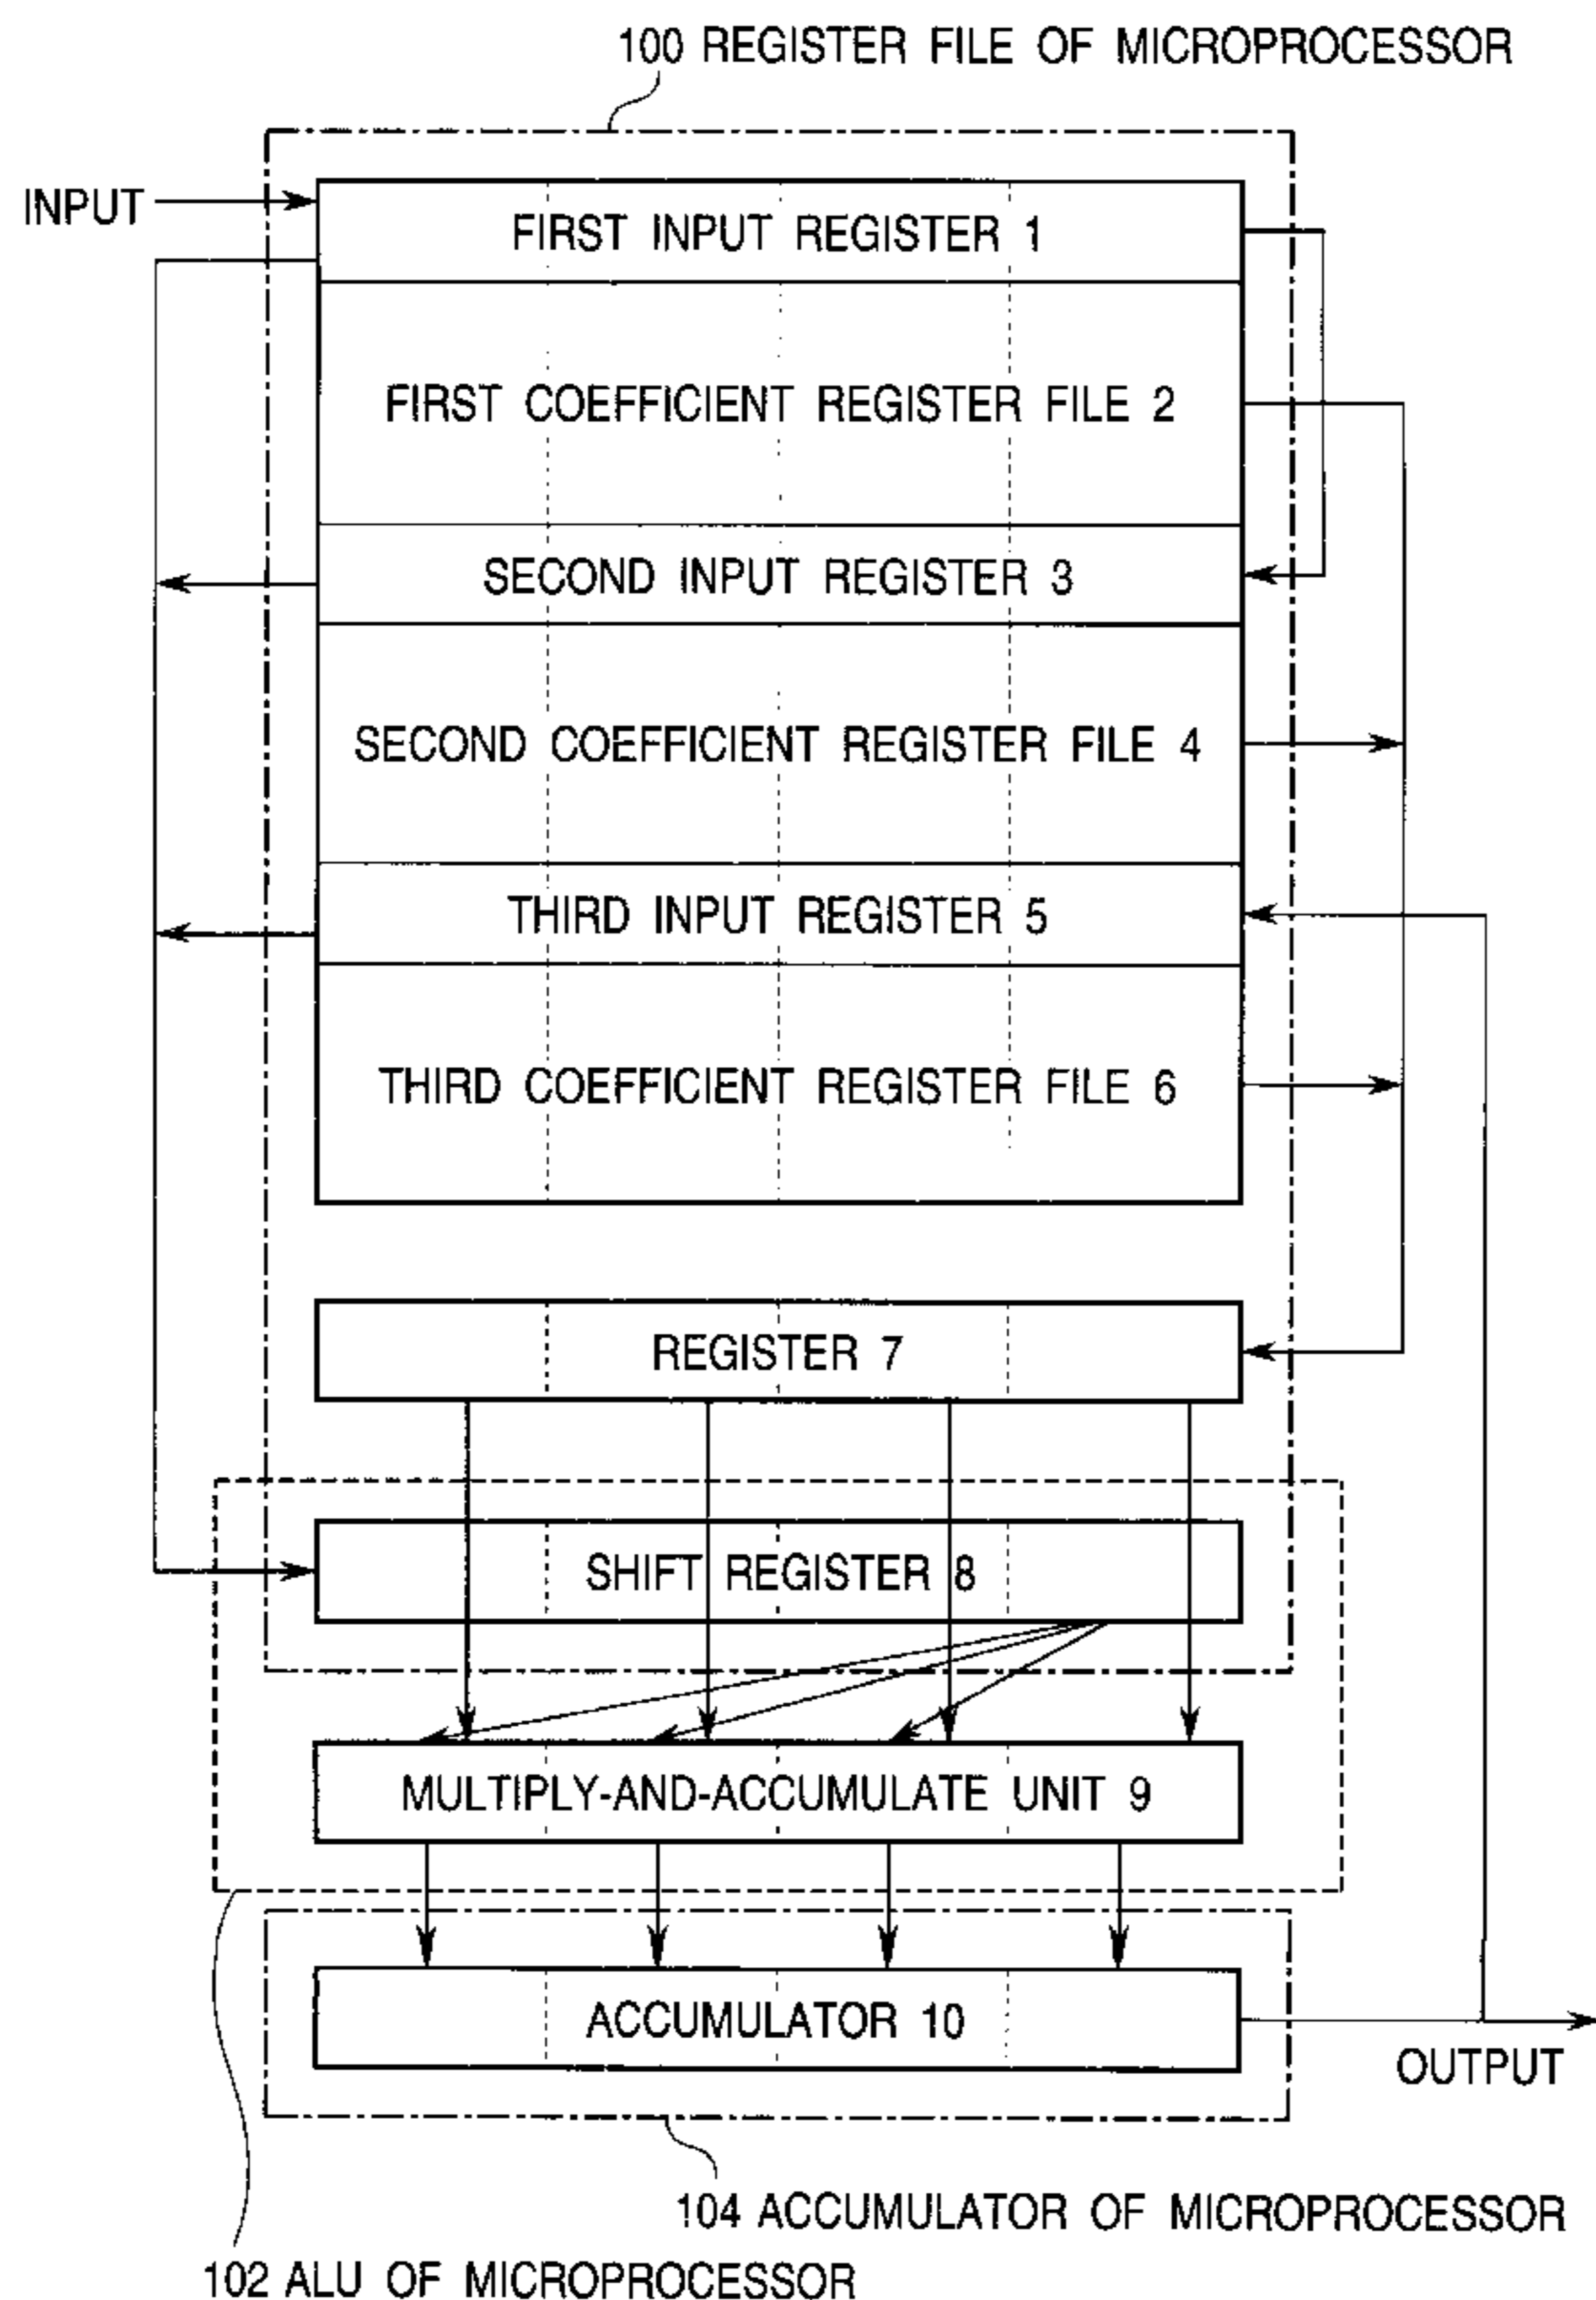 100 REGISTER FILE OF MICROPROCESSOR
INPUT
FIRST INPUT REGISTER 1
FIRST COEFFICIENT REGISTER FILE 2
SECOND INPUT REGISTER 3
SECOND COEFFICIENT REGISTER FILE 4
THIRD INPUT REGISTER 5
THIRD COEFFICIENT REGISTER FILE 6
REGISTER 7
SHIFT REGISTER 8
MULTIPLY-AND-ACCUMULATE UNIT 9
ACCUMULATOR 10
OUTPUT
104 ACCUMULATOR OF MICROPROCESSOR
102 ALU OF MICROPROCESSOR